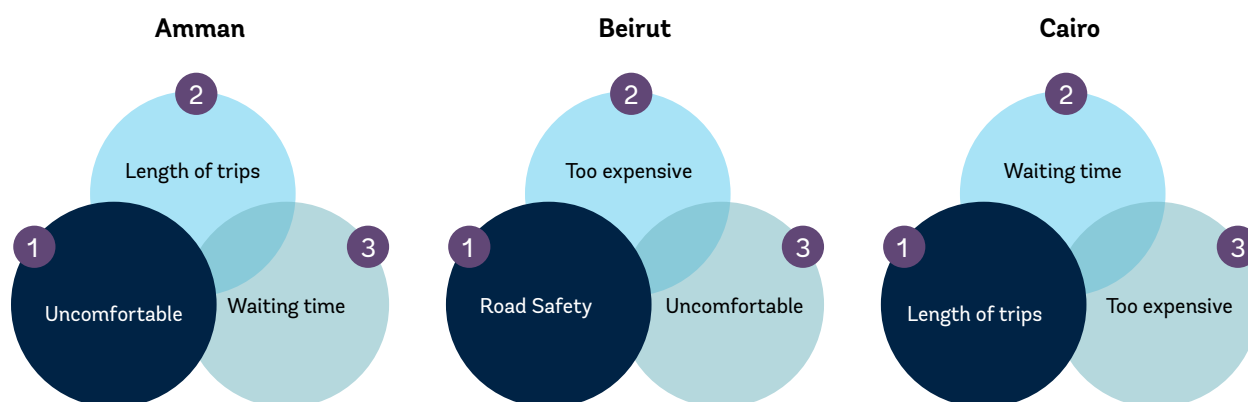 Amman
2
Length of trips
1
3
Uncomfortable
Waiting time
Beirut
2
Too expensive
1
3
Road Safety
Uncomfortable
Cairo
2
Waiting time
1
3
Length of trips
Too expensive